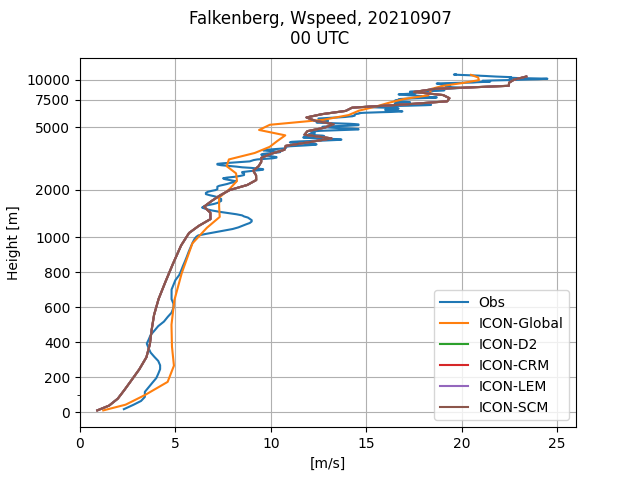 Falkenberg, Wspeed, 20210907
00 UTC
Height [m]
10000
7500
5000
2000
1000
800
600
400
200
0
0
5
10
15
20
25
[m/s]
Obs
ICON-Global
ICON-D2
ICON-CRM
ICON-LEM
ICON-SCM